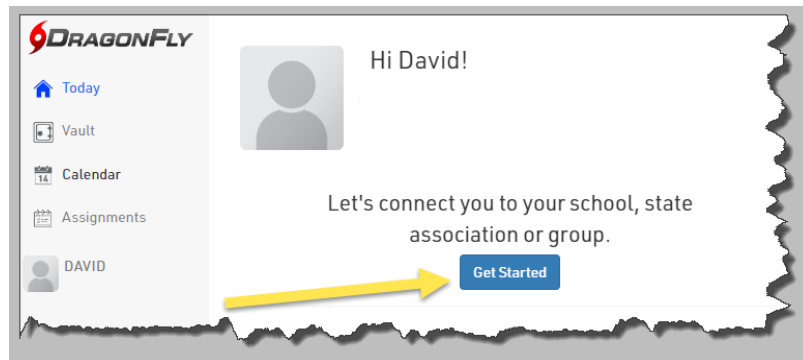 DRAGONFLY
Today
Vault
14
Calendar
Assignments
DAVID
Hi David!
Let's connect you to your school, state
association or group.
Get Started